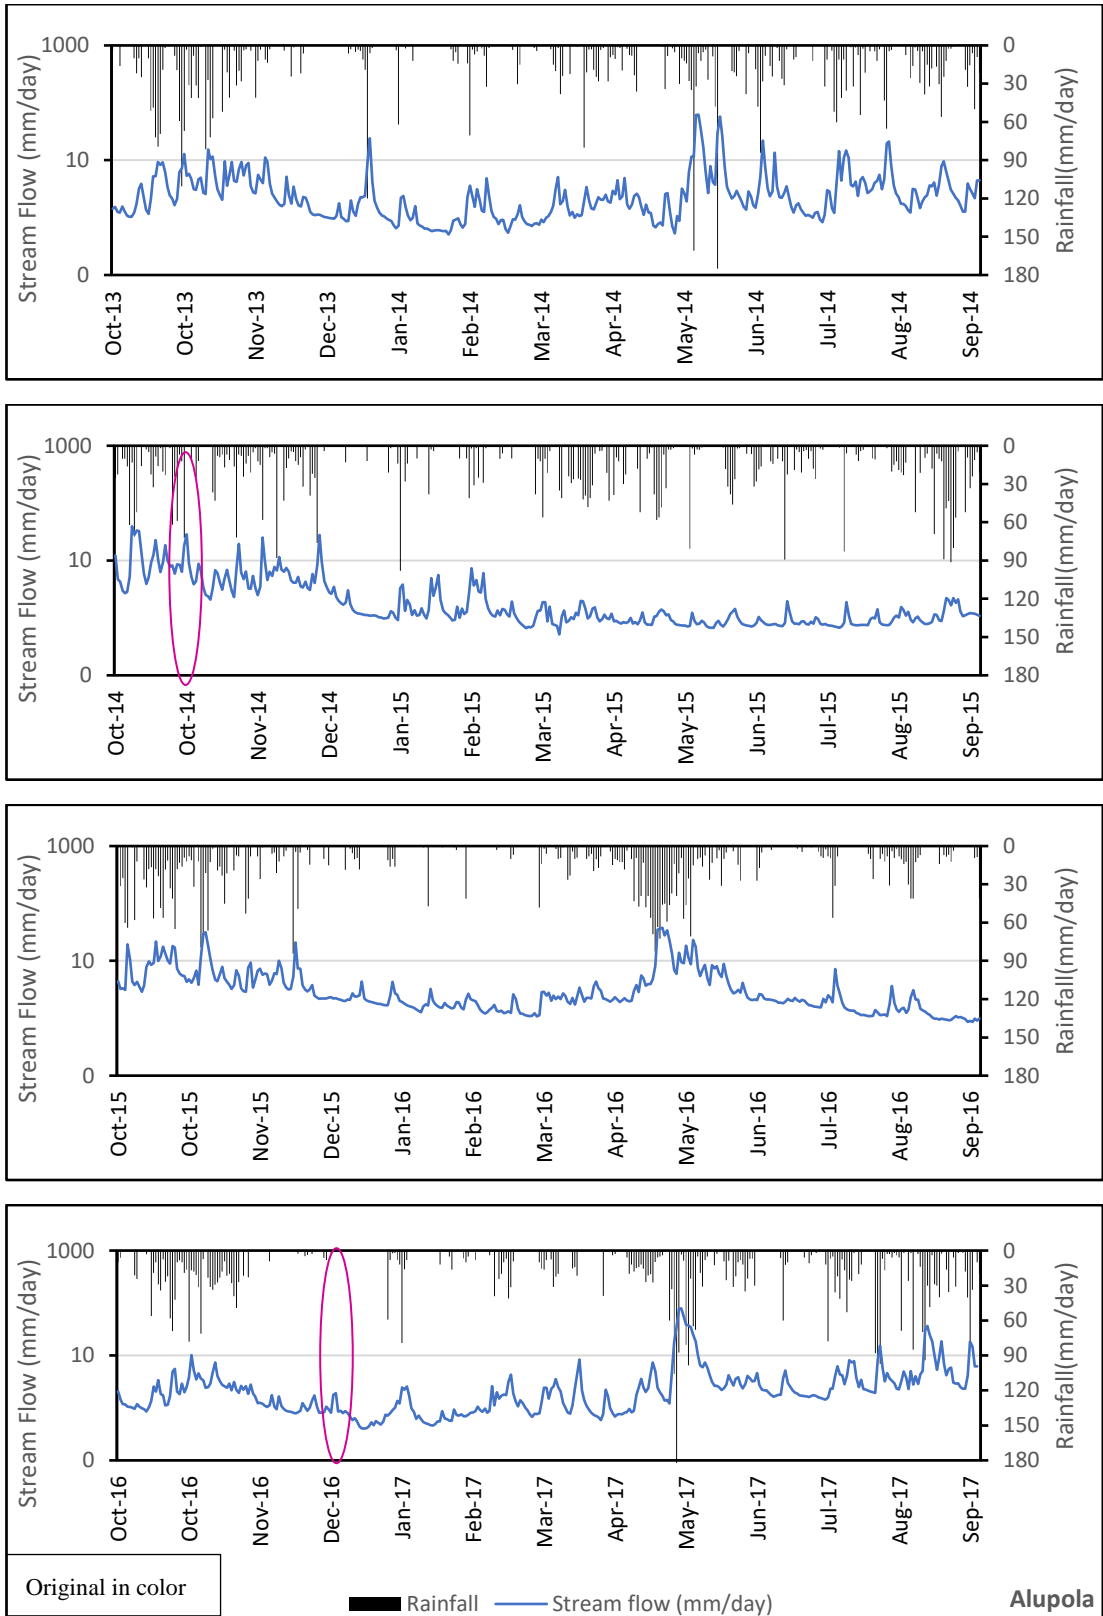 1000
10
0
Stream Flow (mm/day)
0
30
60
90
120
150
180
Rainfall(mm/day)
Oct-13
Oct-13
Nov-13
Dec-13
Jan-14
Feb-14
Mar-14
Apr-14
May-14
Jun-14
Jul-14
Aug-14
Sep-14
1000
10
0
Stream Flow (mm/day)
0
30
60
90
120
150
180
Rainfall(mm/day)
Oct-14
Oct-14
Nov-14
Dec-14
Jan-15
Feb-15
Mar-15
Apr-15
May-15
Jun-15
Jul-15
Aug-15
Sep-15
1000
10
0
Stream Flow (mm/day)
0
30
60
90
120
150
180
Rainfall(mm/day)
Oct-15
Oct-15
Nov-15
Dec-15
Jan-16
Feb-16
Mar-16
Apr-16
May-16
Jun-16
Jul-16
Aug-16
Sep-16
1000
10
0
Stream Flow (mm/day)
0
30
60
90
120
150
180
Rainfall(mm/day)
Oct-16
Oct-16
Nov-16
Dec-16
Jan-17
Feb-17
Mar-17
Apr-17
May-17
Jun-17
Jul-17
Aug-17
Sep-17
Original in color
Rainfall
Stream flow (mm/day)
Alupola